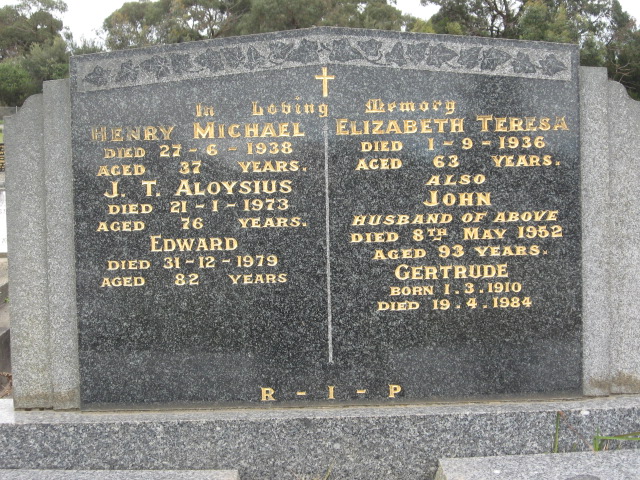 In Loving Memory
HENRY MICHAEL
DIED 27-6-1938
AGED 37 YEARS.
J. T. ALOYSIUS
DIED 21-1-1973
AGED 76 YEARS.
EDWARD
DIED 31-12-1979
AGED 82 YEARS
ELIZABETH TERESA
DIED 1-9-1936
AGED 63 YEARS.
ALSO
JOHN
HUSBAND OF ABOVE
DIED 8TH MAY 1952
AGED 93 YEARS.
GERTRUDE
BORN 1.3.1910
DIED 19.4.1984
R - I - P